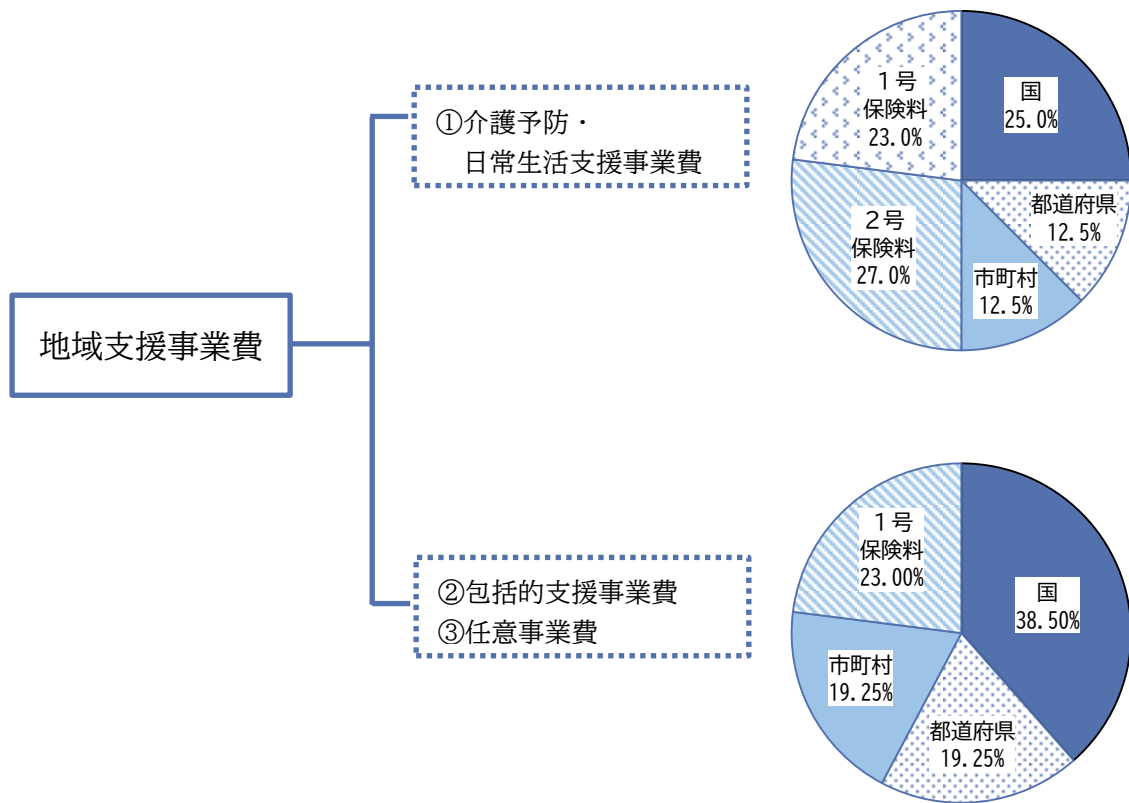 地域支援事業費
①介護予防・
日常生活支援事業費
国
25.0%
都道府県
12.5%
市町村
12.5%
２号
保険料
27.0%
１号
保険料
23.0%
②包括的支援事業費
③任意事業費
国
38.50%
都道府県
19.25%
市町村
19.25%
１号
保険料
23.00%